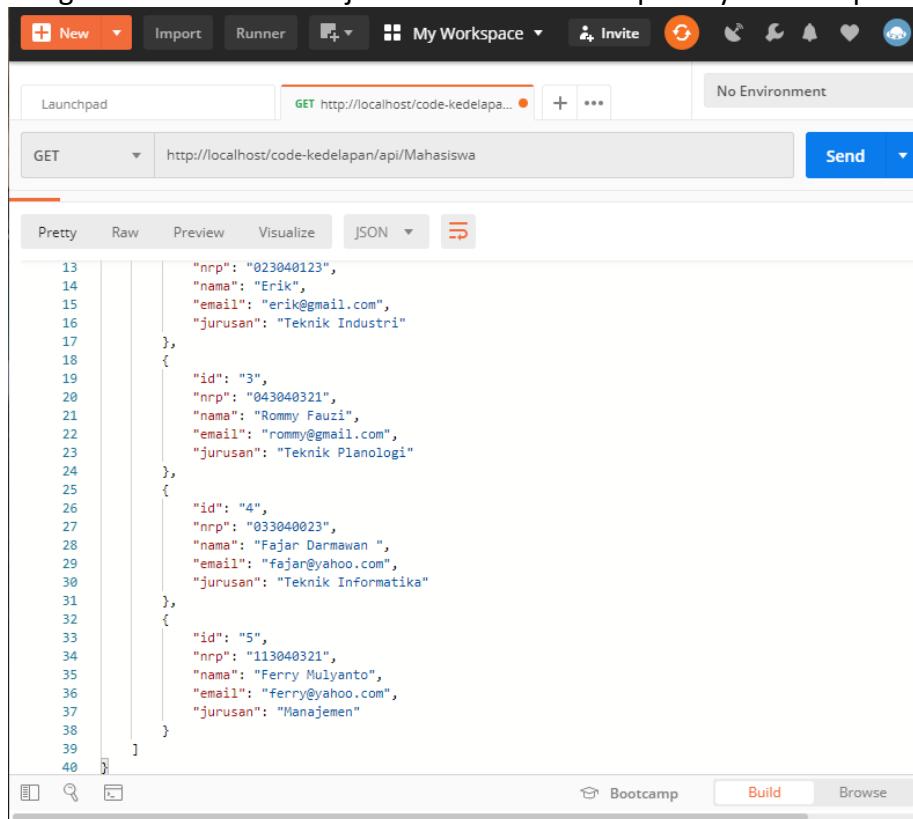 New Import Runner My Workspace Invite
Launchpad GET http://localhost/code-kedelapa... + ••• No Environment
GET http://localhost/code-kedelapan/api/Mahasiswa Send
Pretty Raw Preview Visualize JSON
13 "nrp": "023040123",
14 "nama": "Erik",
15 "email": "erik@gmail.com",
16 "jurusan": "Teknik Industri"
17 },
18 {
19 "id": "3",
20 "nrp": "043040321",
21 "nama": "Rommy Fauzi",
22 "email": "rommy@gmail.com",
23 "jurusan": "Teknik Planologi"
24 },
25 {
26 "id": "4",
27 "nrp": "033040023",
28 "nama": "Fajar Darmawan ",
29 "email": "fajar@yahoo.com",
30 "jurusan": "Teknik Informatika"
31 },
32 {
33 "id": "5",
34 "nrp": "113040321",
35 "nama": "Ferry Mulyanto",
36 "email": "ferry@yahoo.com",
37 "jurusan": "Manajemen"
38 }
39 ]
40 }
Bootcamp Build Browse